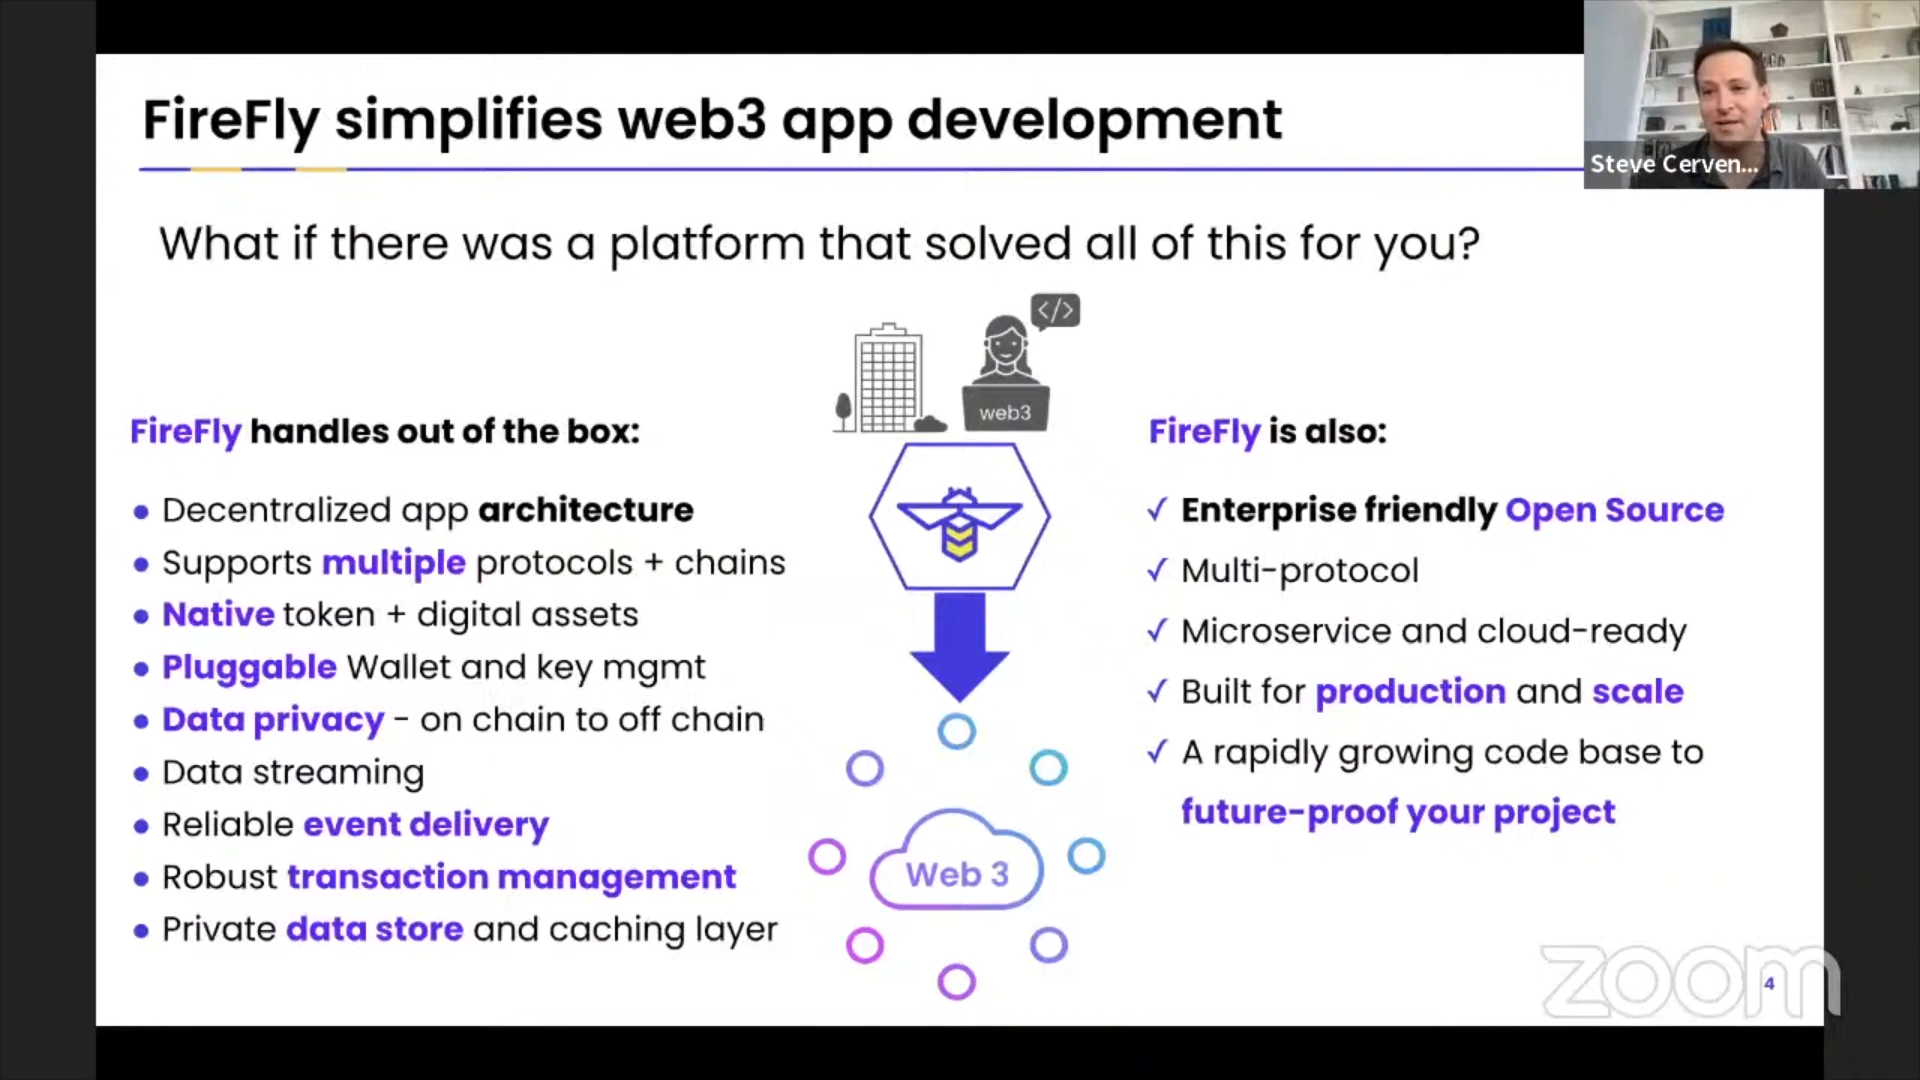 FireFly simplifies web3 app development
Steve Cerven...
What if there was a platform that solved all of this for you?
</>
web3
FireFly handles out of the box:
• Decentralized app architecture
• Supports multiple protocols + chains
• Native token + digital assets
• Pluggable Wallet and key mgmt
• Data privacy - on chain to off chain
• Data streaming
• Reliable event delivery
• Robust transaction management
• Private data store and caching layer
Web 3
FireFly is also:
✓ Enterprise friendly Open Source
✓ Multi-protocol
✓ Microservice and cloud-ready
✓ Built for production and scale
✓ A rapidly growing code base to
future-proof your project
zoom
4